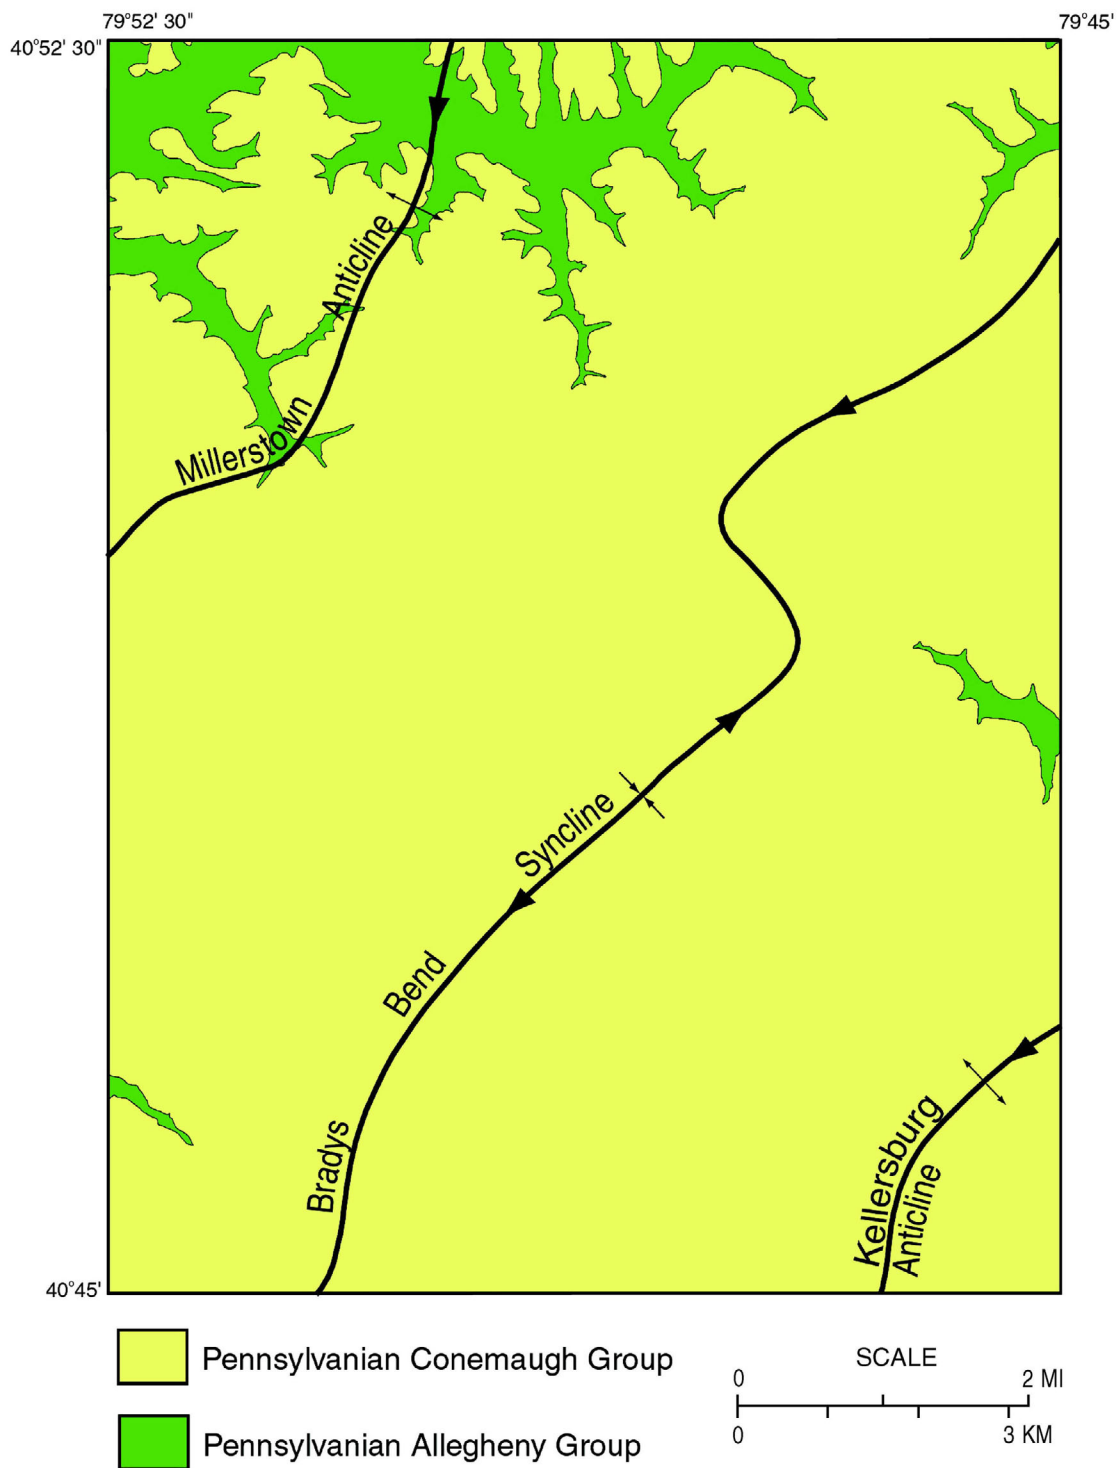 79°52' 30"
79°45'
40°52' 30"
Millerstown Anticline
Bradys Bend Syncline
Kellersburg
Anticline
40°45'
Pennsylvanian Conemaugh Group
Pennsylvanian Allegheny Group
SCALE
0 2 MI
0 3 KM